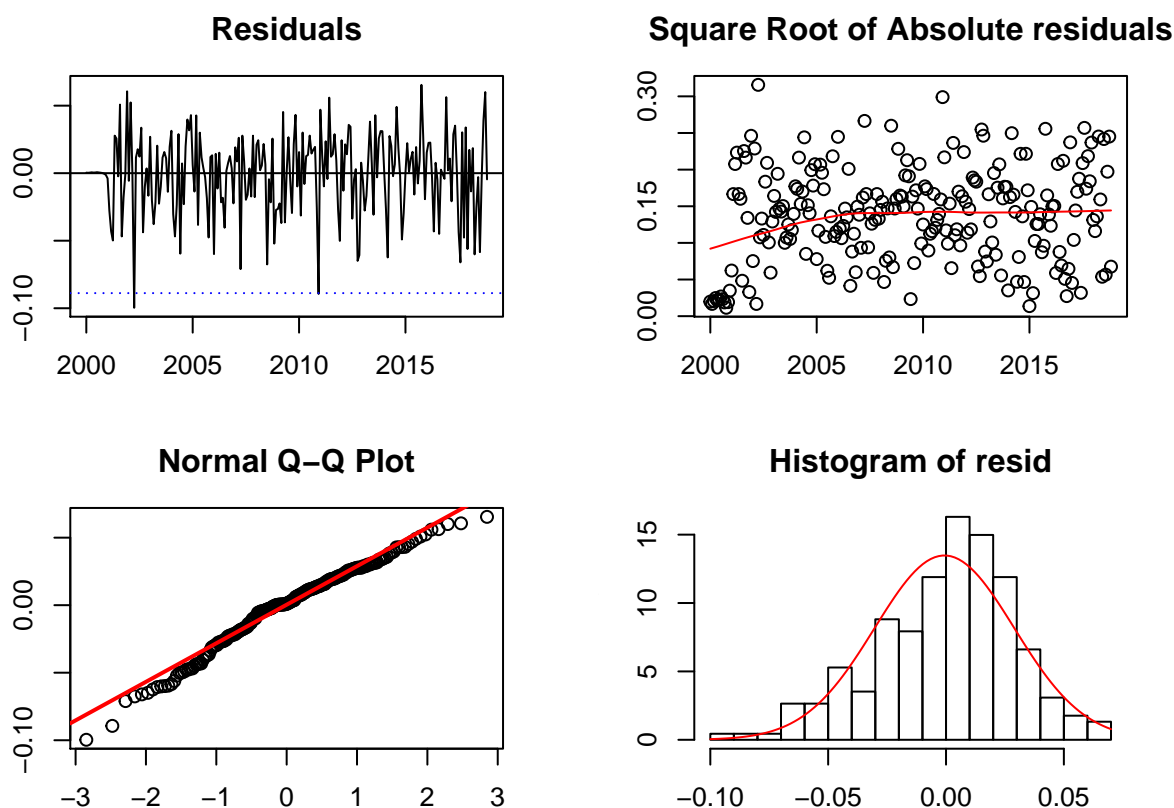 Residuals
0.00
−0.10
2000 2005 2010 2015
Square Root of Absolute residuals
0.30
0.15
0.00
2000 2005 2010 2015
Normal Q−Q Plot
0.00
−0.10
−3 −2 −1 0 1 2 3
Histogram of resid
15
10
5
0
−0.10 −0.05 0.00 0.05